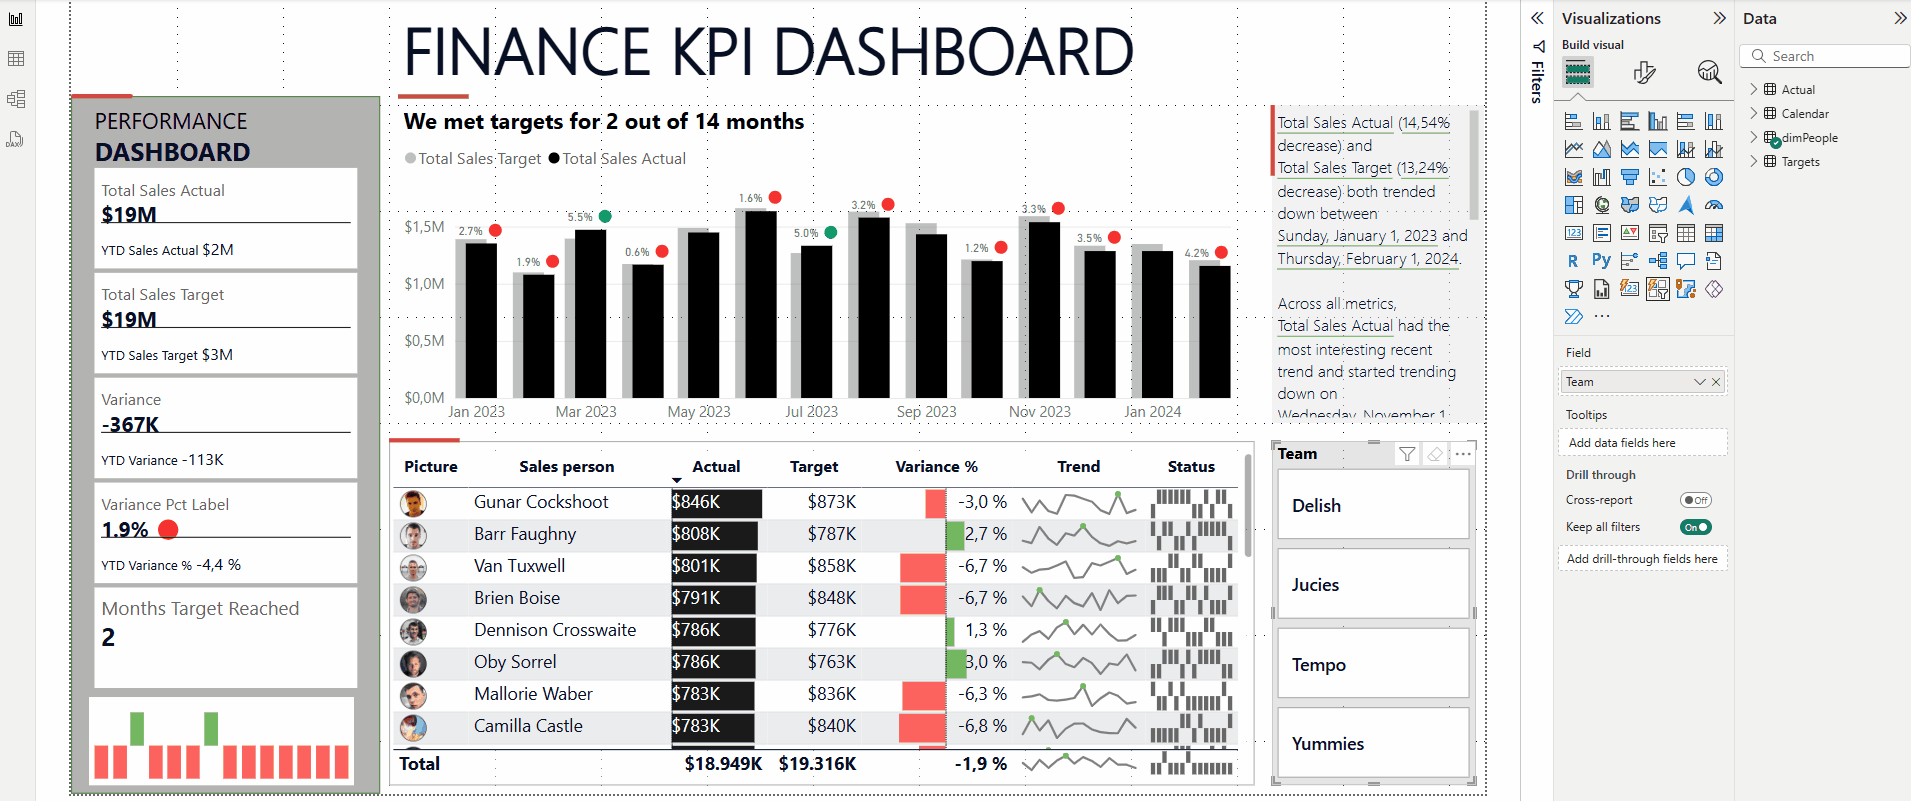 FINANCE KPI DASHBOARD
PERFORMANCE
DASHBOARD
Total Sales Actual
$19M
YTD Sales Actual $2M
Total Sales Target
$19M
YTD Sales Target $3M
Variance
-367K
YTD Variance -113K
Variance Pct Label
1.9%
YTD Variance % -4,4 %
Months Target Reached
2
We met targets for 2 out of 14 months
Total Sales Target
Total Sales Actual
$1,5M
$1,0M
$0,5M
$0,0M
2.7%
1.9%
5.5%
0.6%
1.6%
5.0%
3.2%
1.2%
3.3%
3.5%
4.2%
Jan 2023
Mar 2023
May 2023
Jul 2023
Sep 2023
Nov 2023
Jan 2024
Total Sales Actual (14,54%
decrease) and
Total Sales Target (13,24%
decrease) both trended
down between
Sunday, January 1, 2023 and
Thursday, February 1, 2024.
Across all metrics,
Total Sales Actual had the
most interesting recent
trend and started trending
down on
Wednesday, November 1
Picture Sales person Actual Target Variance % Trend Status
Gunar Cockshoot $846K $873K -3,0 %
Barr Faughny $808K $787K 2,7 %
Van Tuxwell $801K $858K -6,7 %
Brien Boise $791K $848K -6,7 %
Dennison Crosswaite $786K $776K 1,3 %
Oby Sorrel $786K $763K 3,0 %
Mallorie Waber $783K $836K -6,3 %
Camilla Castle $783K $840K -6,8 %
Total $18.949K $19.316K -1,9 %
Team
Delish
Jucies
Tempo
Yummies
Filters
Visualizations
Build visual
123
R
Py
123
Field
Team
Tooltips
Add data fields here
Drill through
Cross-report
Off
Keep all filters
On
Add drill-through fields here
Data
Search
Actual
Calendar
dimPeople
Targets
DAX